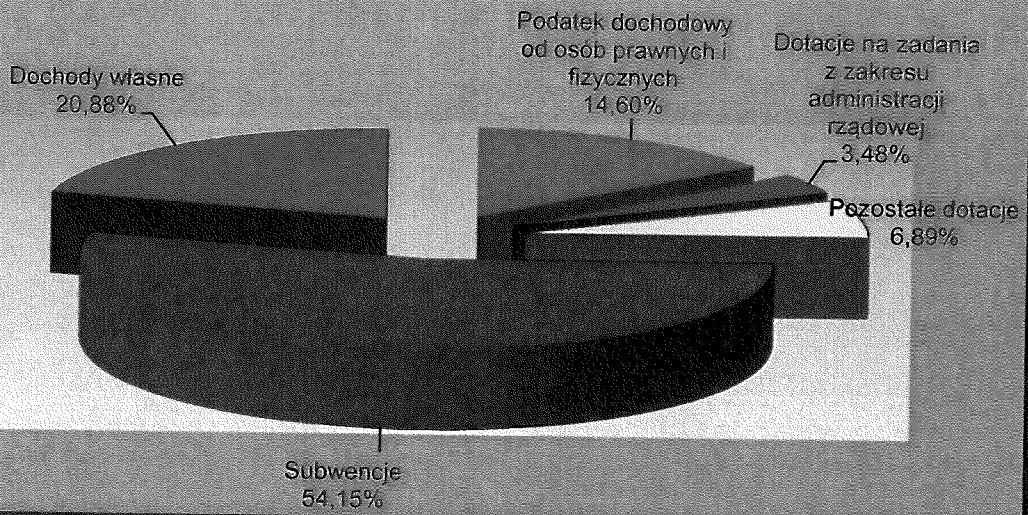 Podatek dochodowy
od osób prawnych i
fizycznych
14,60%
Dotacje na zadania
z zakresu
administracji
rządowej
3,48%
Dochody własne
20,88%
Pozostałe dotacje
6,89%
Subwencje
54,15%